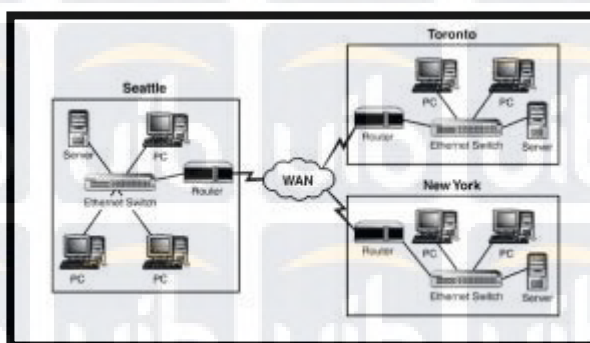 Toronto
PC
PC
Router
Ethernet Switch
Server
Seattle
Server
PC
Ethernet Switch
Router
PC
PC
WAN
New York
Router
PC
PC
Ethernet Switch
Server